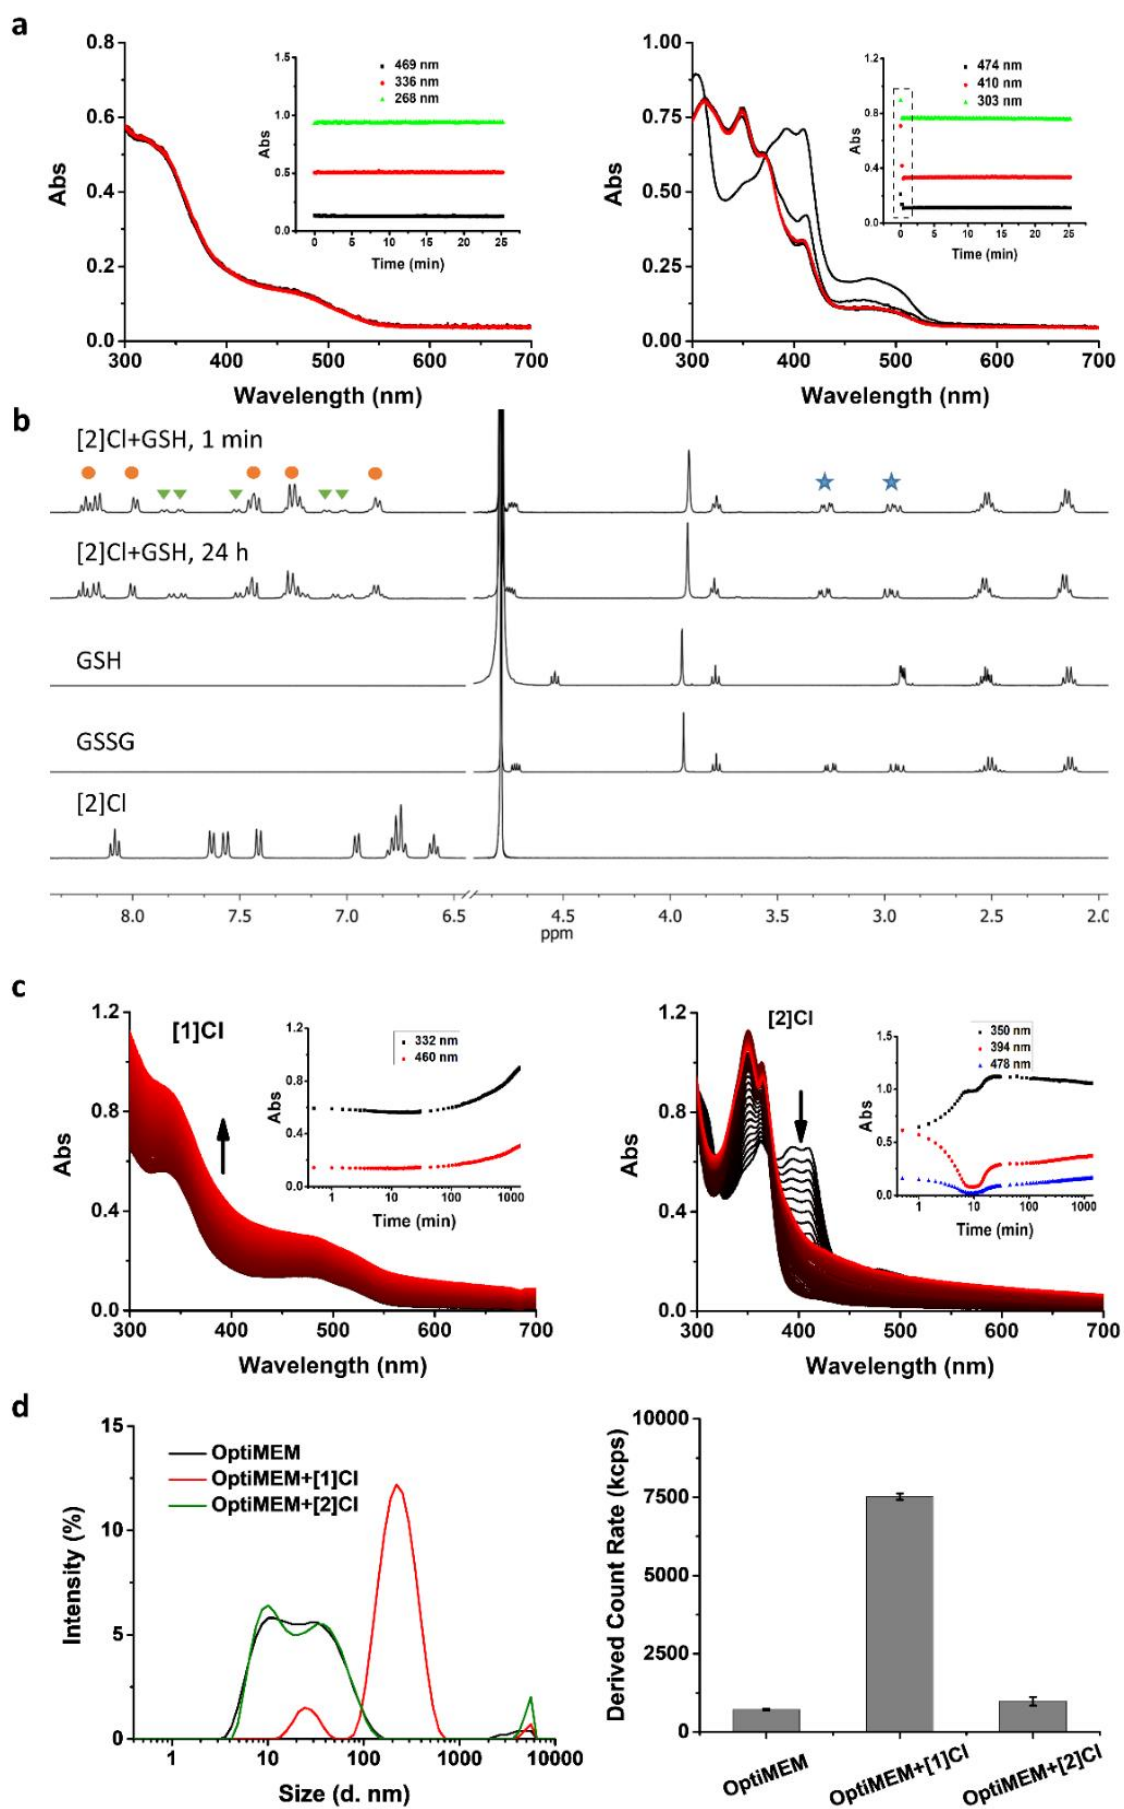 a
0.8
0.6
0.4
0.2
0.0
Abs
300 400 500 600 700
Wavelength (nm)
1.5
1.0
0.5
0.0
Abs
469 nm
336 nm
268 nm
0 5 10 15 20 25
Time (min)
1.00
0.75
0.50
0.25
0.00
Abs
300 400 500 600 700
Wavelength (nm)
1.2
0.8
0.4
0.0
Abs
474 nm
410 nm
303 nm
0 5 10 15 20 25
Time (min)
b
[2]Cl+GSH, 1 min
[2]Cl+GSH, 24 h
GSH
GSSG
[2]Cl
8.0 7.5 7.0 6.5 4.5 4.0 3.5 3.0 2.5 2.0
ppm
c
1.2
0.8
0.4
0.0
Abs
[1]Cl
300 400 500 600 700
Wavelength (nm)
1.2
0.8
0.4
0.0
Abs
332 nm
460 nm
1 10 100 1000
Time (min)
1.2
0.8
0.4
0.0
Abs
[2]Cl
300 400 500 600 700
Wavelength (nm)
1.5
1.0
0.5
0.0
Abs
350 nm
394 nm
478 nm
1 10 100 1000
Time (min)
d
15
10
5
0
Intensity (%)
OptiMEM
OptiMEM+[1]Cl
OptiMEM+[2]Cl
1 10 100 1000 10000
Size (d. nm)
10000
7500
5000
2500
0
Derived Count Rate (kcps)
OptiMEM
OptiMEM+[1]Cl
OptiMEM+[2]Cl